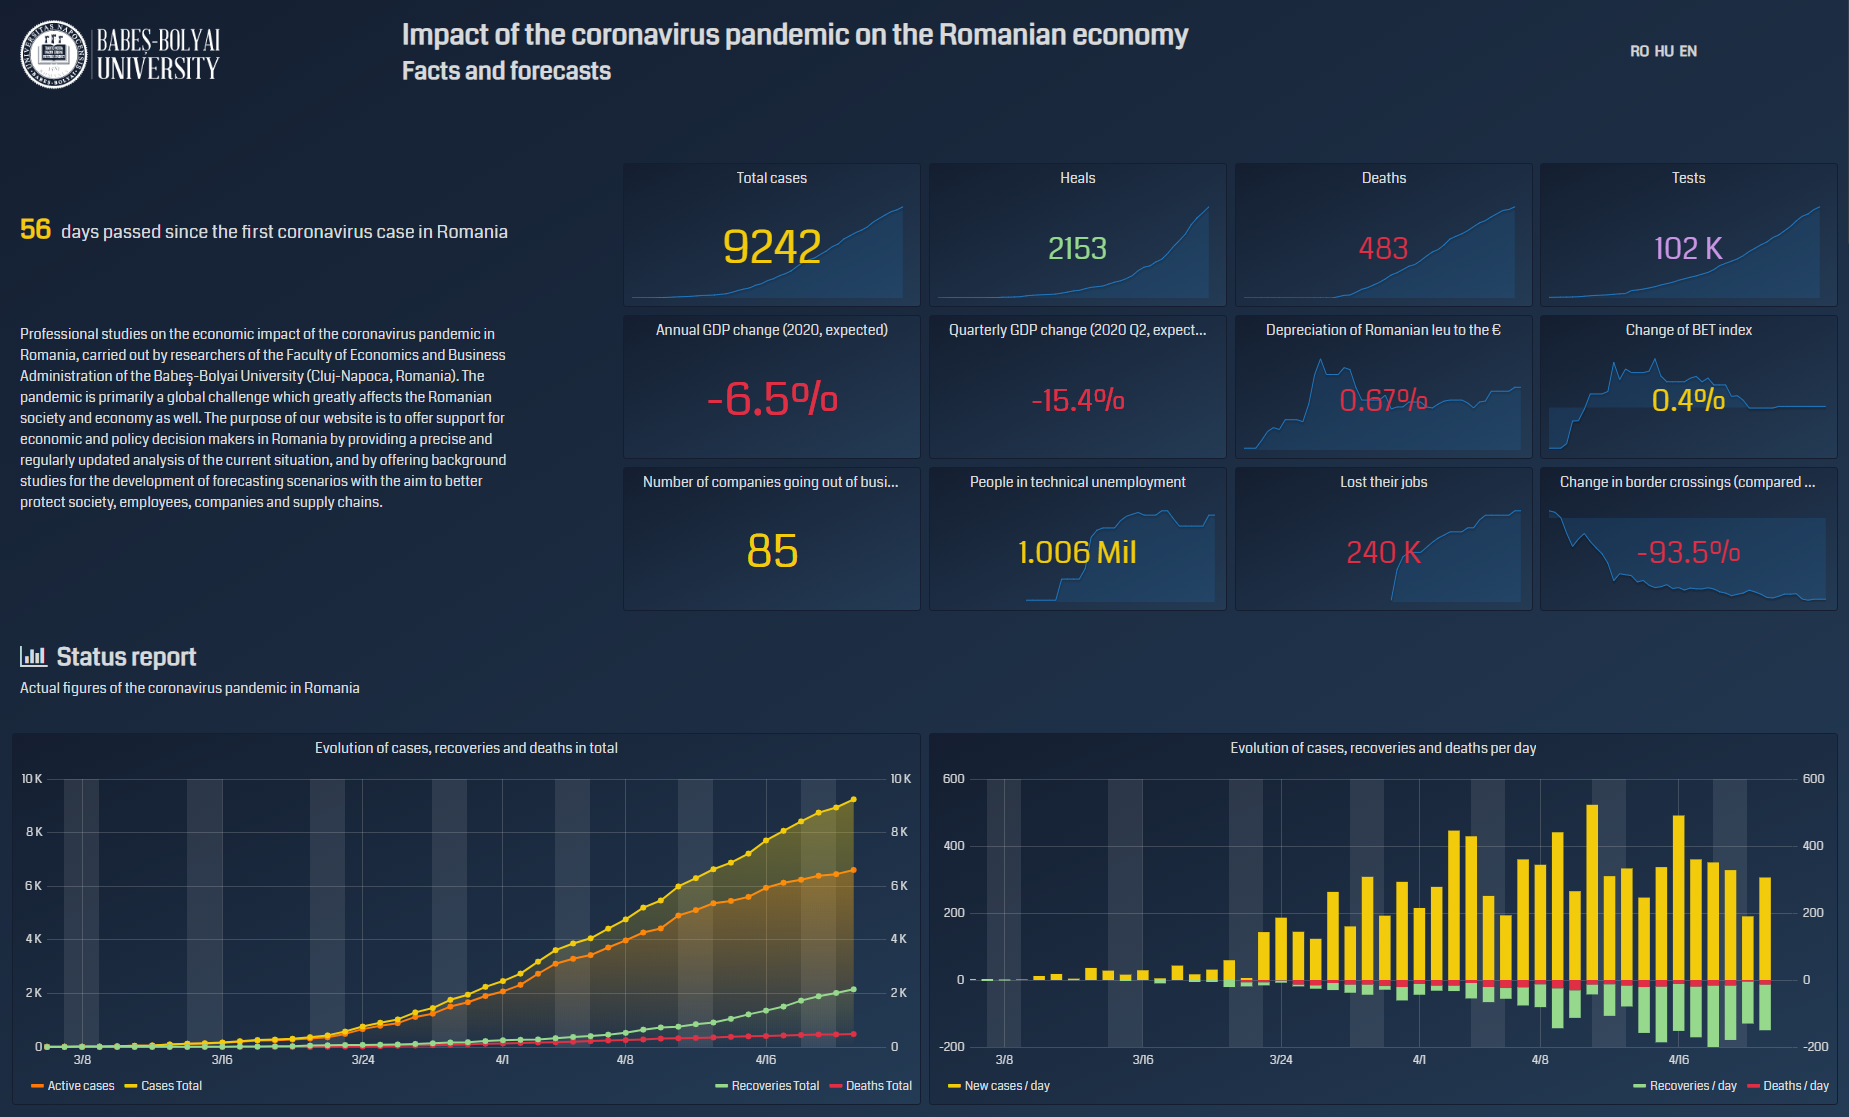 BABEȘ-BOLYAI
UNIVERSITY
Impact of the coronavirus pandemic on the Romanian economy
Facts and forecasts
RO HU EN
56 days passed since the first coronavirus case in Romania
Professional studies on the economic impact of the coronavirus pandemic in
Romania, carried out by researchers of the Faculty of Economics and Business
Administration of the Babeș-Bolyai University (Cluj-Napoca, Romania). The
pandemic is primarily a global challenge which greatly affects the Romanian
society and economy as well. The purpose of our website is to offer support for
economic and policy decision makers in Romania by providing a precise and
regularly updated analysis of the current situation, and by offering background
studies for the development of forecasting scenarios with the aim to better
protect society, employees, companies and supply chains.
Total cases
9242
Heals
2153
Deaths
483
Tests
102 K
Annual GDP change (2020, expected)
-6.5%
Quarterly GDP change (2020 Q2, expect...
-15.4%
Depreciation of Romanian leu to the €
0.67%
Change of BET index
0.4%
Number of companies going out of busi...
85
People in technical unemployment
1.006 Mil
Lost their jobs
240 K
Change in border crossings (compared ...
-93.5%
Status report
Actual figures of the coronavirus pandemic in Romania
Evolution of cases, recoveries and deaths in total
10 K 10 K
8 K 8 K
6 K 6 K
4 K 4 K
2 K 2 K
0 0
3/8 3/16 3/24 4/1 4/8 4/16
Active cases Cases Total Recoveries Total Deaths Total
Evolution of cases, recoveries and deaths per day
600 600
400 400
200 200
0 0
-200 -200
3/8 3/16 3/24 4/1 4/8 4/16
New cases / day Recoveries / day Deaths / day